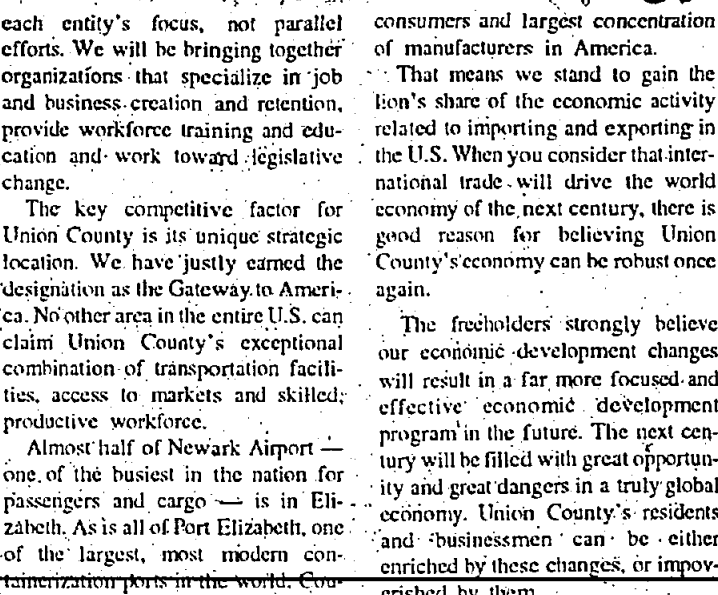 each entity's focus, not parallel
efforts. We will be bringing together
organizations that specialize in job
and business creation and retention,
provide workforce training and edu-
cation and work toward legislative
change.
The key competitive factor for
Union County is its unique strategic
location. We have justly earned the
designation as the Gateway to Ameri-
ca. No other area in the entire U.S. can
claim Union County's exceptional
combination of transportation facili-
ties, access to markets and skilled,
productive workforce.
Almost half of Newark Airport —
one of the busiest in the nation for
passengers and cargo — is in Eli-
zabeth. As is all of Port Elizabeth, one
of the largest, most modern con-
tainerization ports in the world. Cou-
consumers and largest concentration
of manufacturers in America.
That means we stand to gain the
lion's share of the economic activity
related to importing and exporting in
the U.S. When you consider that inter-
national trade will drive the world
economy of the next century, there is
good reason for believing Union
County's economy can be robust once
again.
The freeholders strongly believe
our economic development changes
will result in a far more focused and
effective economic development
program in the future. The next cen-
tury will be filled with great opportun-
ity and great dangers in a truly global
economy. Union County's residents
and businessmen can be either
enriched by these changes, or impov-
erished by them.